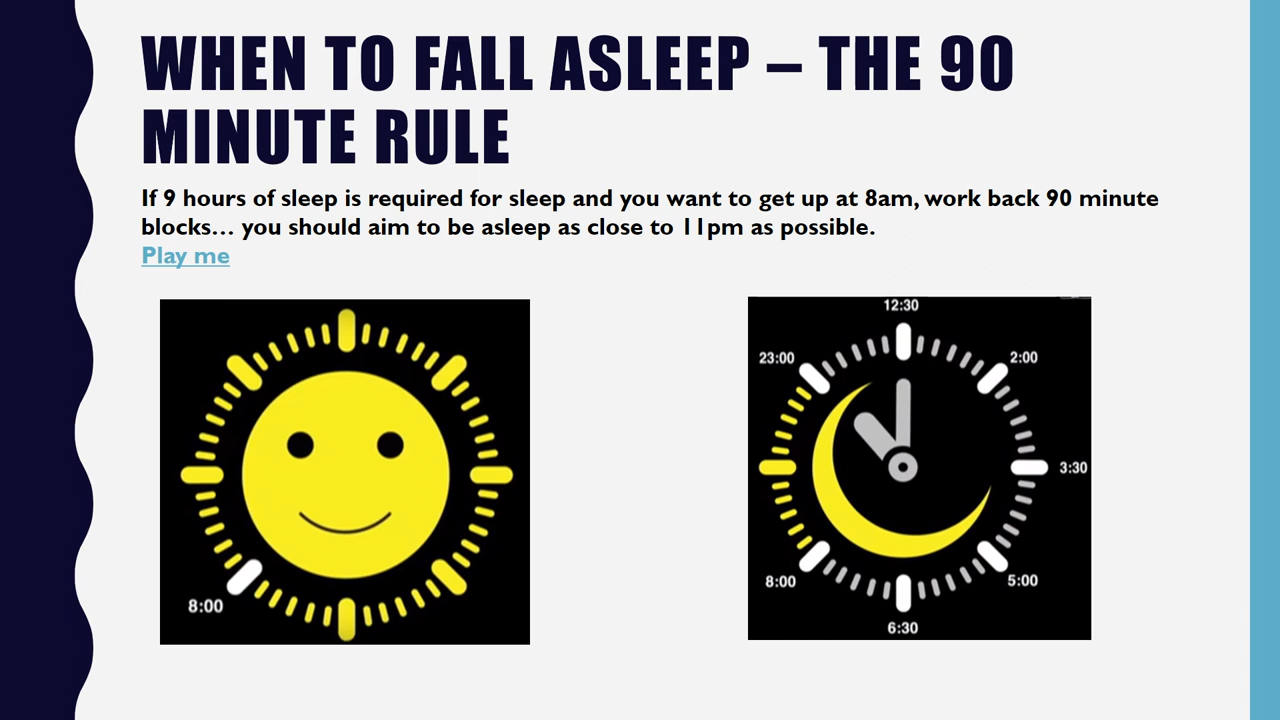 WHEN TO FALL ASLEEP – THE 90
MINUTE RULE
If 9 hours of sleep is required for sleep and you want to get up at 8am, work back 90 minute
blocks... you should aim to be asleep as close to 11pm as possible.
Play me
8:00
12:30
23:00
2:00
3:30
8:00
5:00
6:30